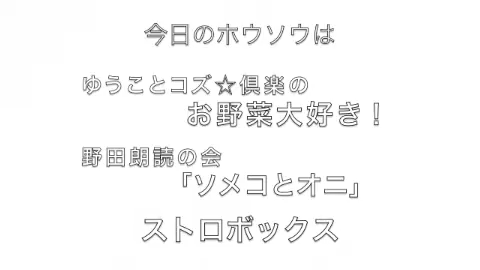 今日のホウソウは
ゆうことコズ☆倶楽の
お野菜大好き！
野田朗読の会
「ソメコとオニ」
ストロボックス